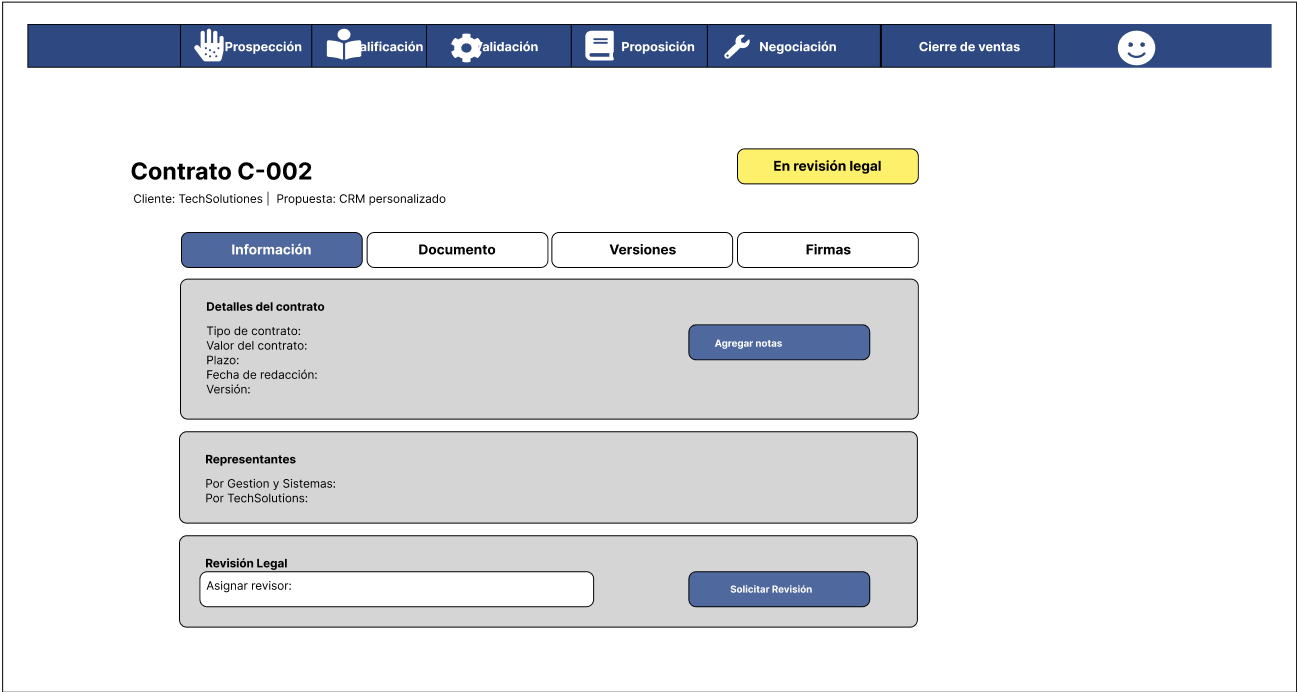 Prospección
alificación
alidación
Proposición
Negociación
Cierre de ventas
Contrato C-002
En revisión legal
Cliente: TechSolutiones | Propuesta: CRM personalizado
Información
Documento
Versiones
Firmas
Detalles del contrato
Tipo de contrato:
Valor del contrato:
Plazo:
Fecha de redacción:
Versión:
Agregar notas
Representantes
Por Gestion y Sistemas:
Por TechSolutions:
Revisión Legal
Asignar revisor:
Solicitar Revisión